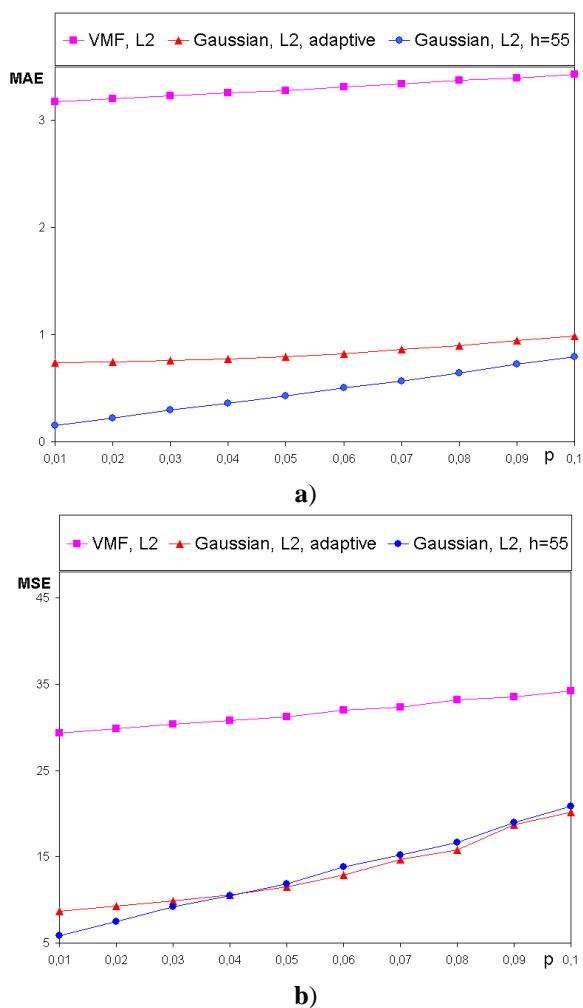 VMF, L2 Gaussian, L2, adaptive Gaussian, L2, h=55
MAE
3
2
1
0
0,01 0,02 0,03 0,04 0,05 0,06 0,07 0,08 0,09 0,1
p
a)
VMF, L2 Gaussian, L2, adaptive Gaussian, L2, h=55
MSE
45
35
25
15
5
0,01 0,02 0,03 0,04 0,05 0,06 0,07 0,08 0,09 0,1
p
b)